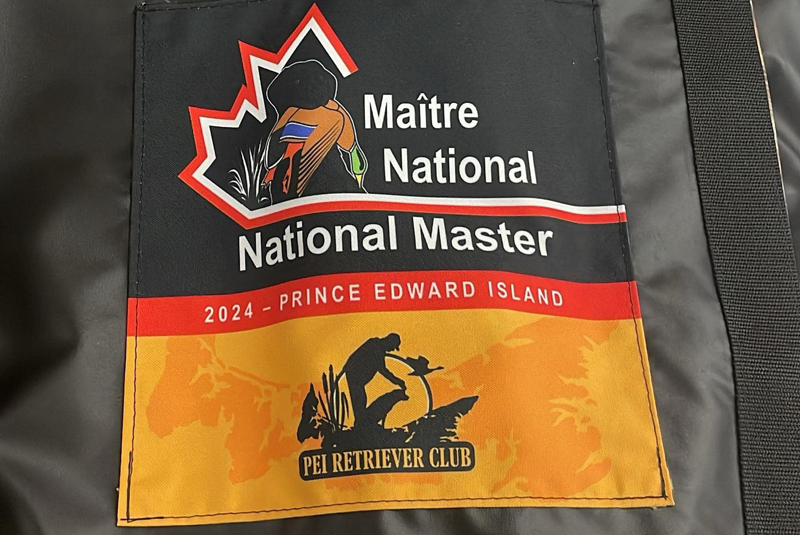 Maître
National
National Master
2024 – PRINCE EDWARD ISLAND
PEI RETRIEVER CLUB